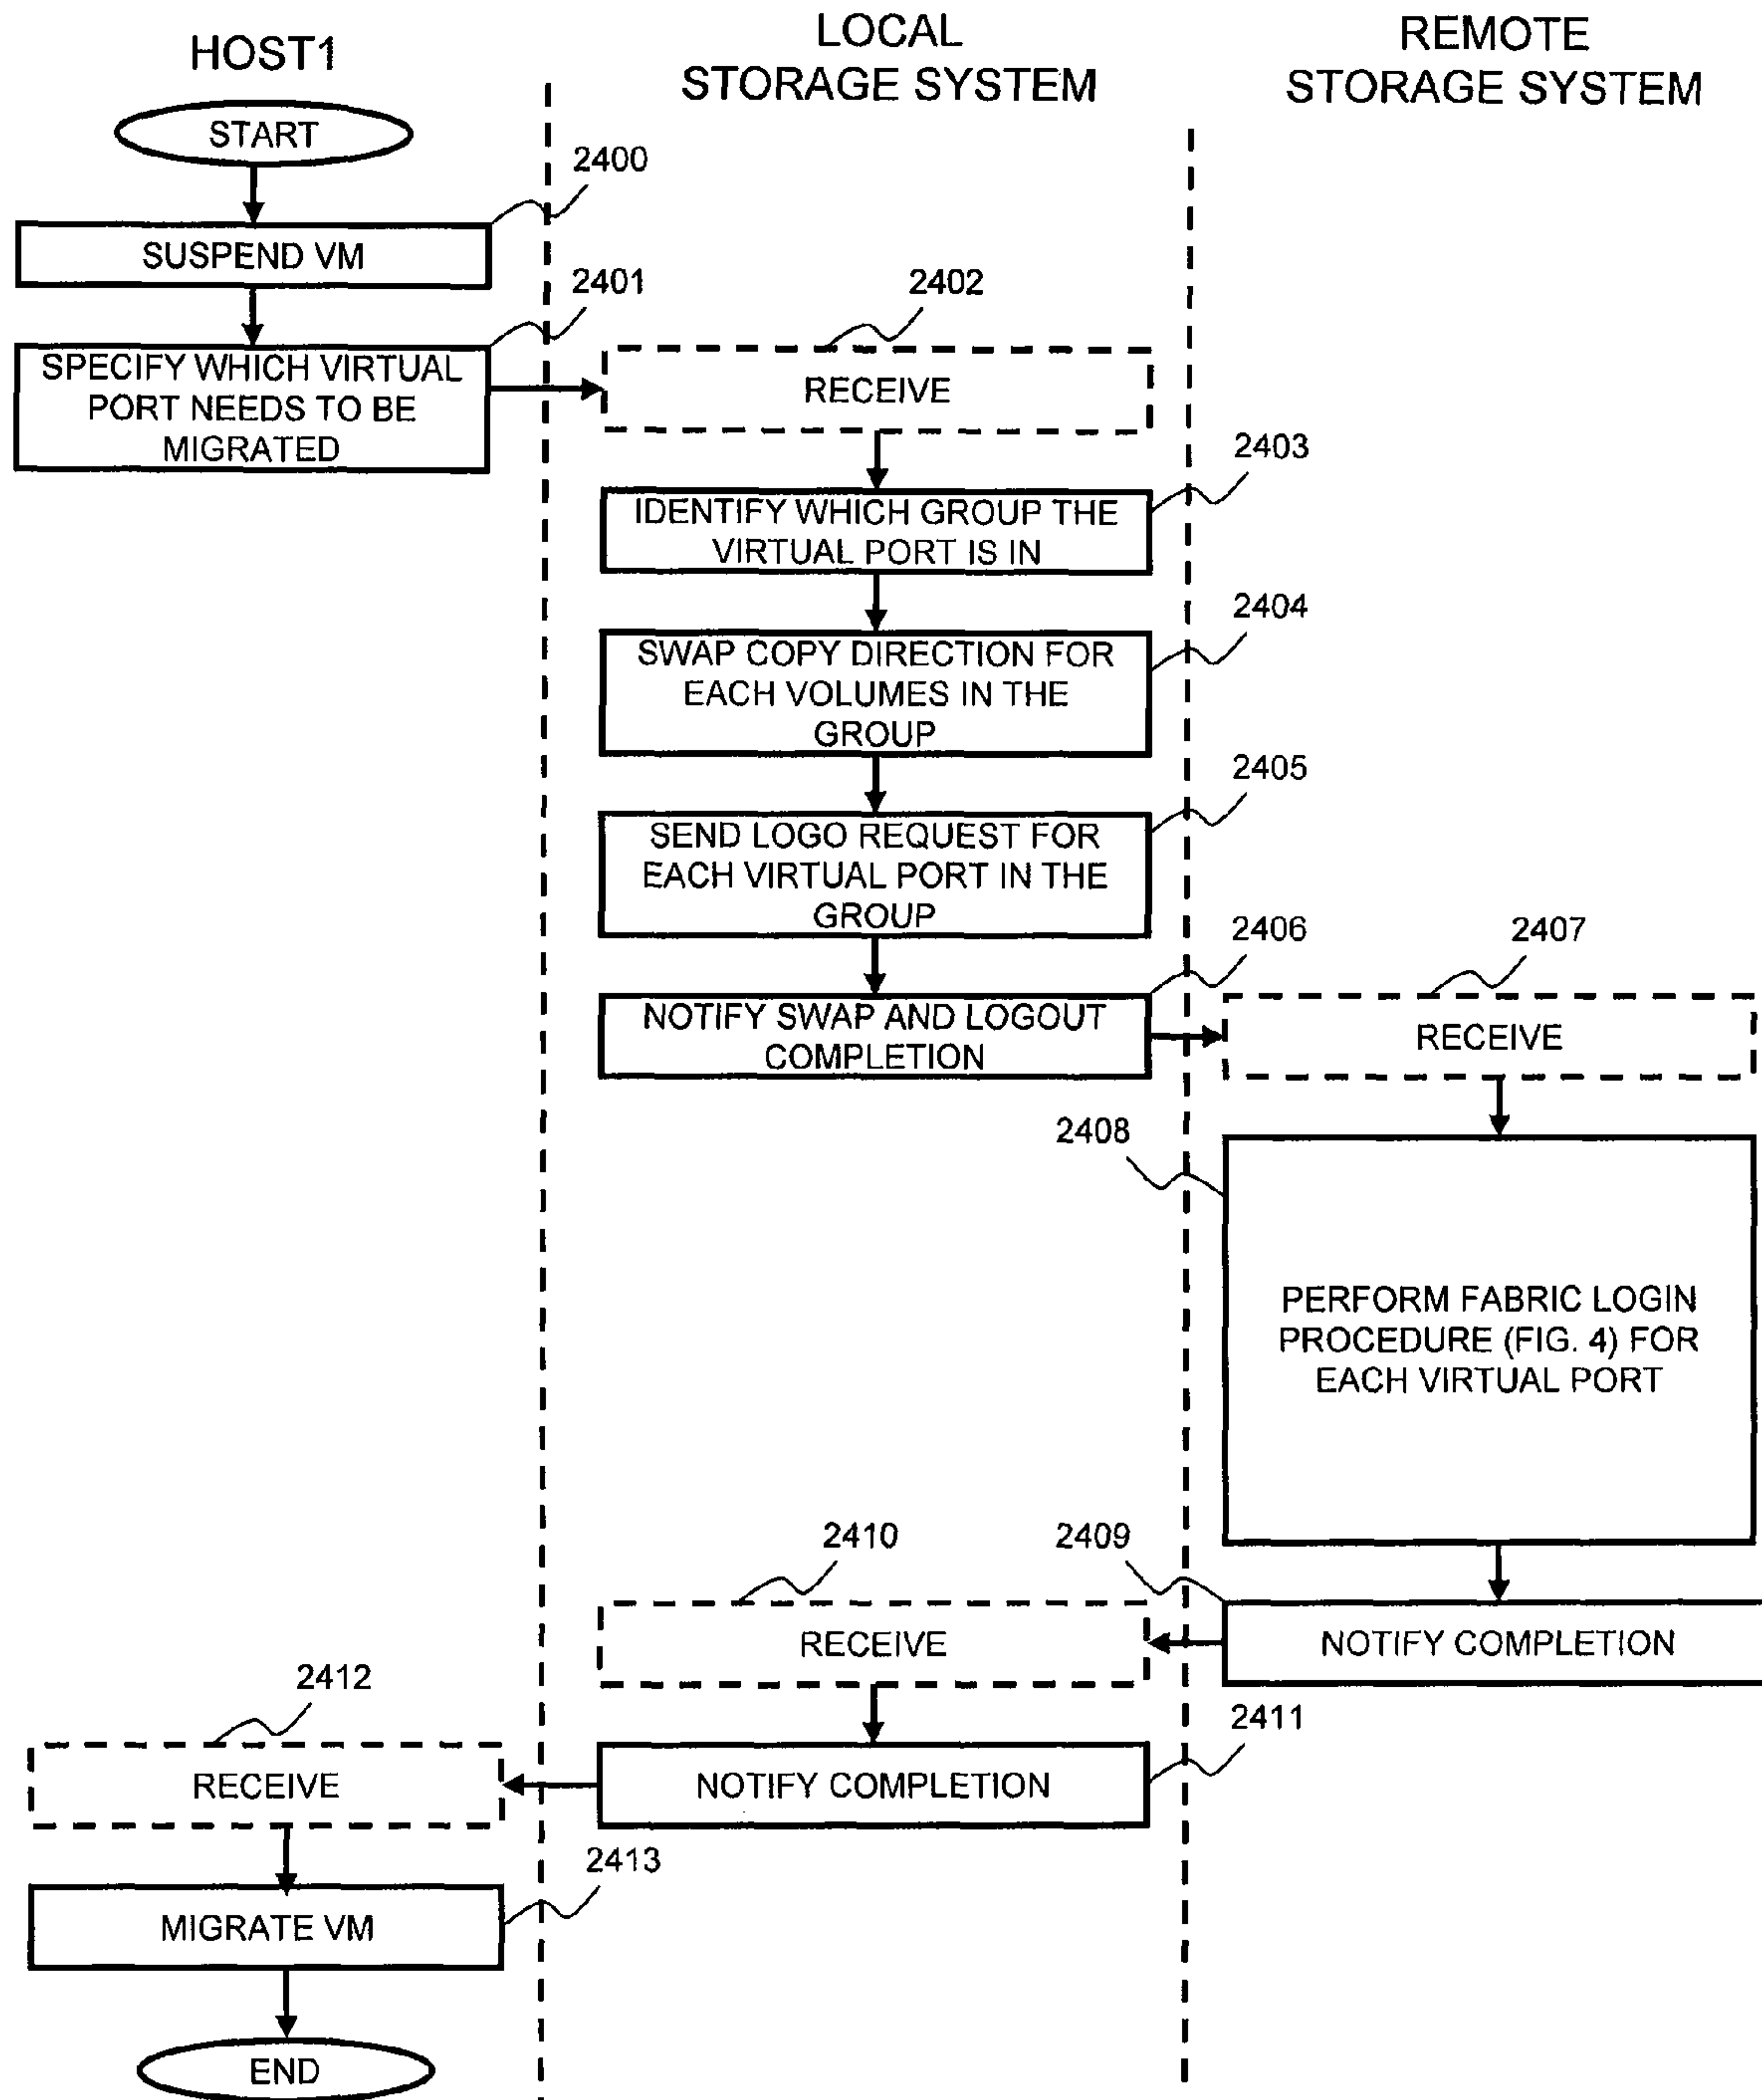 HOST1
LOCAL
STORAGE SYSTEM
REMOTE
STORAGE SYSTEM
START
2400
SUSPEND VM
2401
SPECIFY WHICH VIRTUAL
PORT NEEDS TO BE
MIGRATED
2402
RECEIVE
2403
IDENTIFY WHICH GROUP THE
VIRTUAL PORT IS IN
2404
SWAP COPY DIRECTION FOR
EACH VOLUMES IN THE
GROUP
2405
SEND LOGO REQUEST FOR
EACH VIRTUAL PORT IN THE
GROUP
2406
NOTIFY SWAP AND LOGOUT
COMPLETION
2407
RECEIVE
2408
PERFORM FABRIC LOGIN
PROCEDURE (FIG. 4) FOR
EACH VIRTUAL PORT
2409
NOTIFY COMPLETION
2410
RECEIVE
2411
NOTIFY COMPLETION
2412
RECEIVE
2413
MIGRATE VM
END